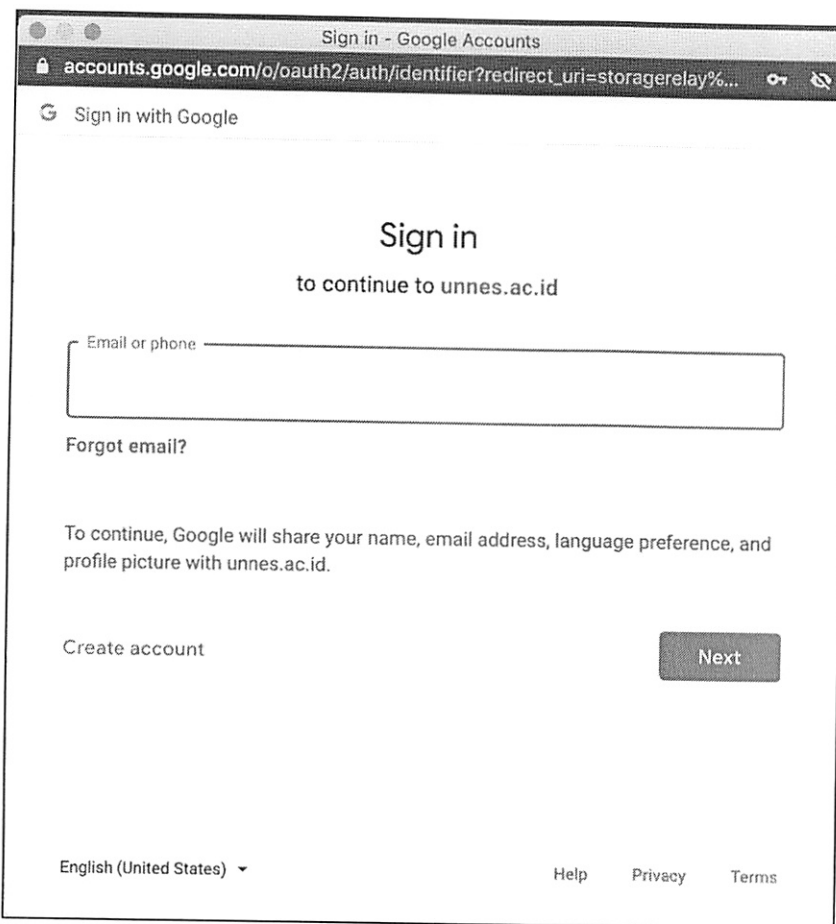 Sign in - Google Accounts
accounts.google.com/o/oauth2/auth/identifier?redirect_uri=storagerelay%...
Sign in with Google
Sign in
to continue to unnes.ac.id
Email or phone
Forgot email?
To continue, Google will share your name, email address, language preference, and
profile picture with unnes.ac.id.
Create account
Next
English (United States)
Help Privacy Terms